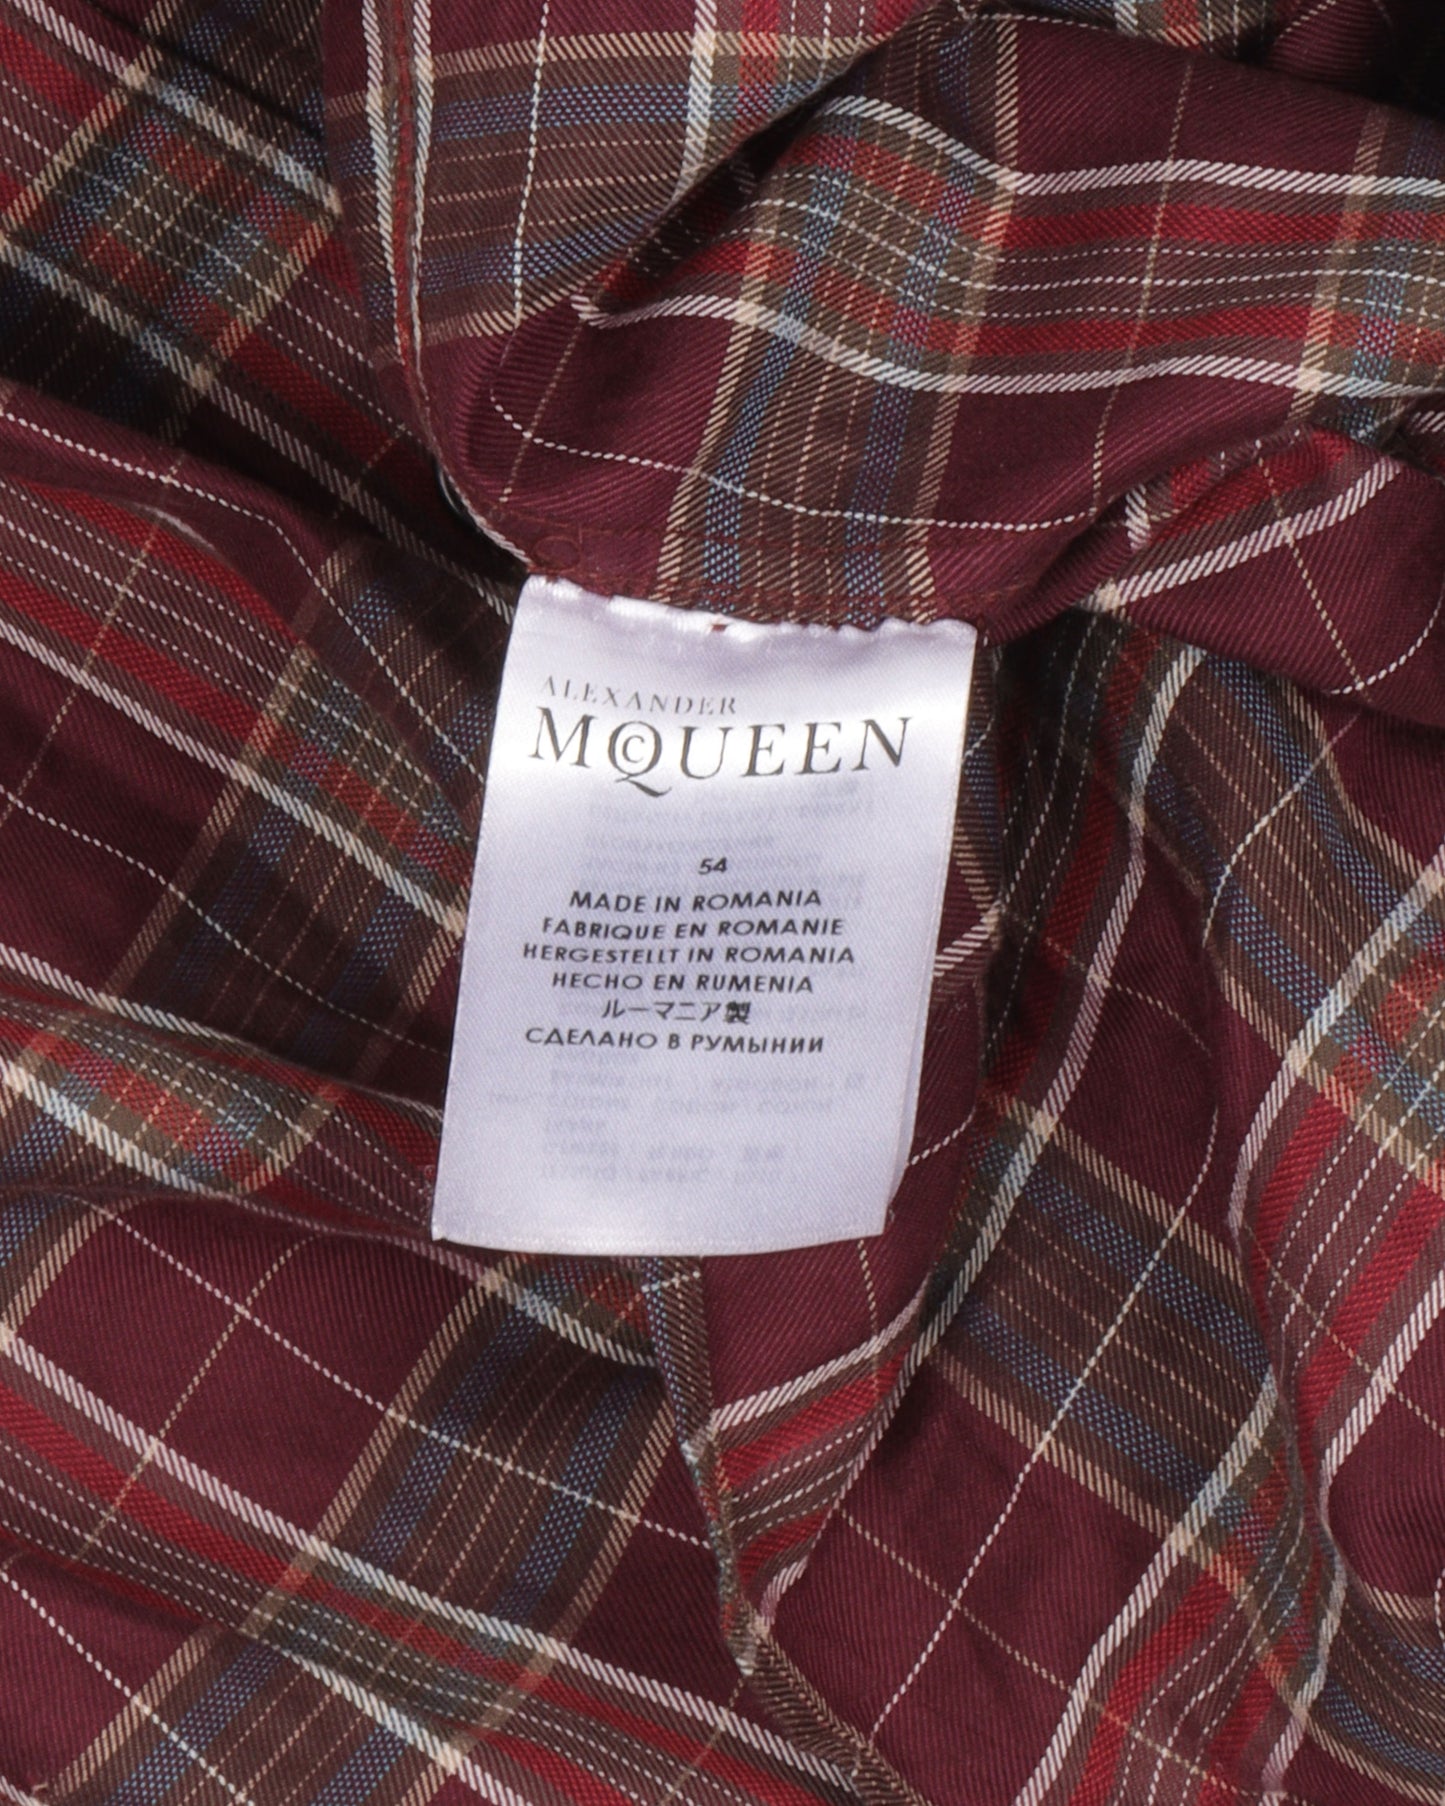 ALEXANDER
MCQUEEN
54
MADE IN ROMANIA
FABRIQUE EN ROMANIE
HERGESTELLT IN ROMANIA
HECHO EN RUMENIA
ルーマニア製
СДЕЛАНО В РУМЫНИИ